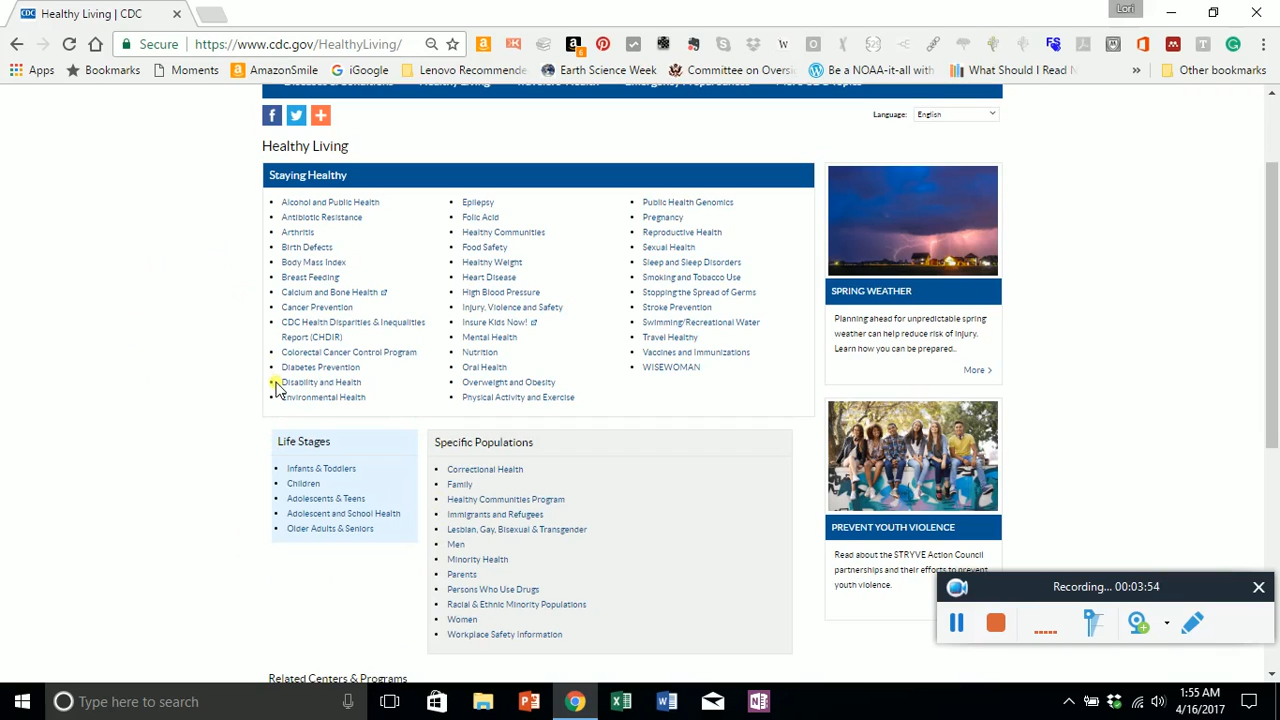 Healthy Living | CDC
Lori
Secure https://www.cdc.gov/HealthyLiving/
Apps Bookmarks Moments AmazonSmile iGoogle Lenovo Recommende Earth Science Week Committee on Oversi Be a NOAA-it-all with What Should I Read N » Other bookmarks
Language: English
Healthy Living
Staying Healthy
Alcohol and Public Health
Antibiotic Resistance
Arthritis
Birth Defects
Body Mass Index
Breast Feeding
Calcium and Bone Health
Cancer Prevention
CDC Health Disparities & Inequalities
Report (CHDIR)
Colorectal Cancer Control Program
Diabetes Prevention
Disability and Health
Environmental Health
Epilepsy
Folic Acid
Healthy Communities
Food Safety
Healthy Weight
Heart Disease
High Blood Pressure
Injury, Violence and Safety
Insure Kids Now!
Mental Health
Nutrition
Oral Health
Overweight and Obesity
Physical Activity and Exercise
Public Health Genomics
Pregnancy
Reproductive Health
Sexual Health
Sleep and Sleep Disorders
Smoking and Tobacco Use
Stopping the Spread of Germs
Stroke Prevention
Swimming/Recreational Water
Travel Healthy
Vaccines and Immunizations
WISEWOMAN
SPRING WEATHER
Planning ahead for unpredictable spring
weather can help reduce risk of injury.
Learn how you can be prepared..
More >
Life Stages
Infants & Toddlers
Children
Adolescents & Teens
Adolescent and School Health
Older Adults & Seniors
Specific Populations
Correctional Health
Family
Healthy Communities Program
Immigrants and Refugees
Lesbian, Gay, Bisexual & Transgender
Men
Minority Health
Parents
Persons Who Use Drugs
Racial & Ethnic Minority Populations
Women
Workplace Safety Information
PREVENT YOUTH VIOLENCE
Read about the STRYVE Action Council
partnerships and their efforts to prevent
youth violence.
Recording... 00:03:54
Related Centers & Programs
Type here to search
1:55 AM
4/16/2017